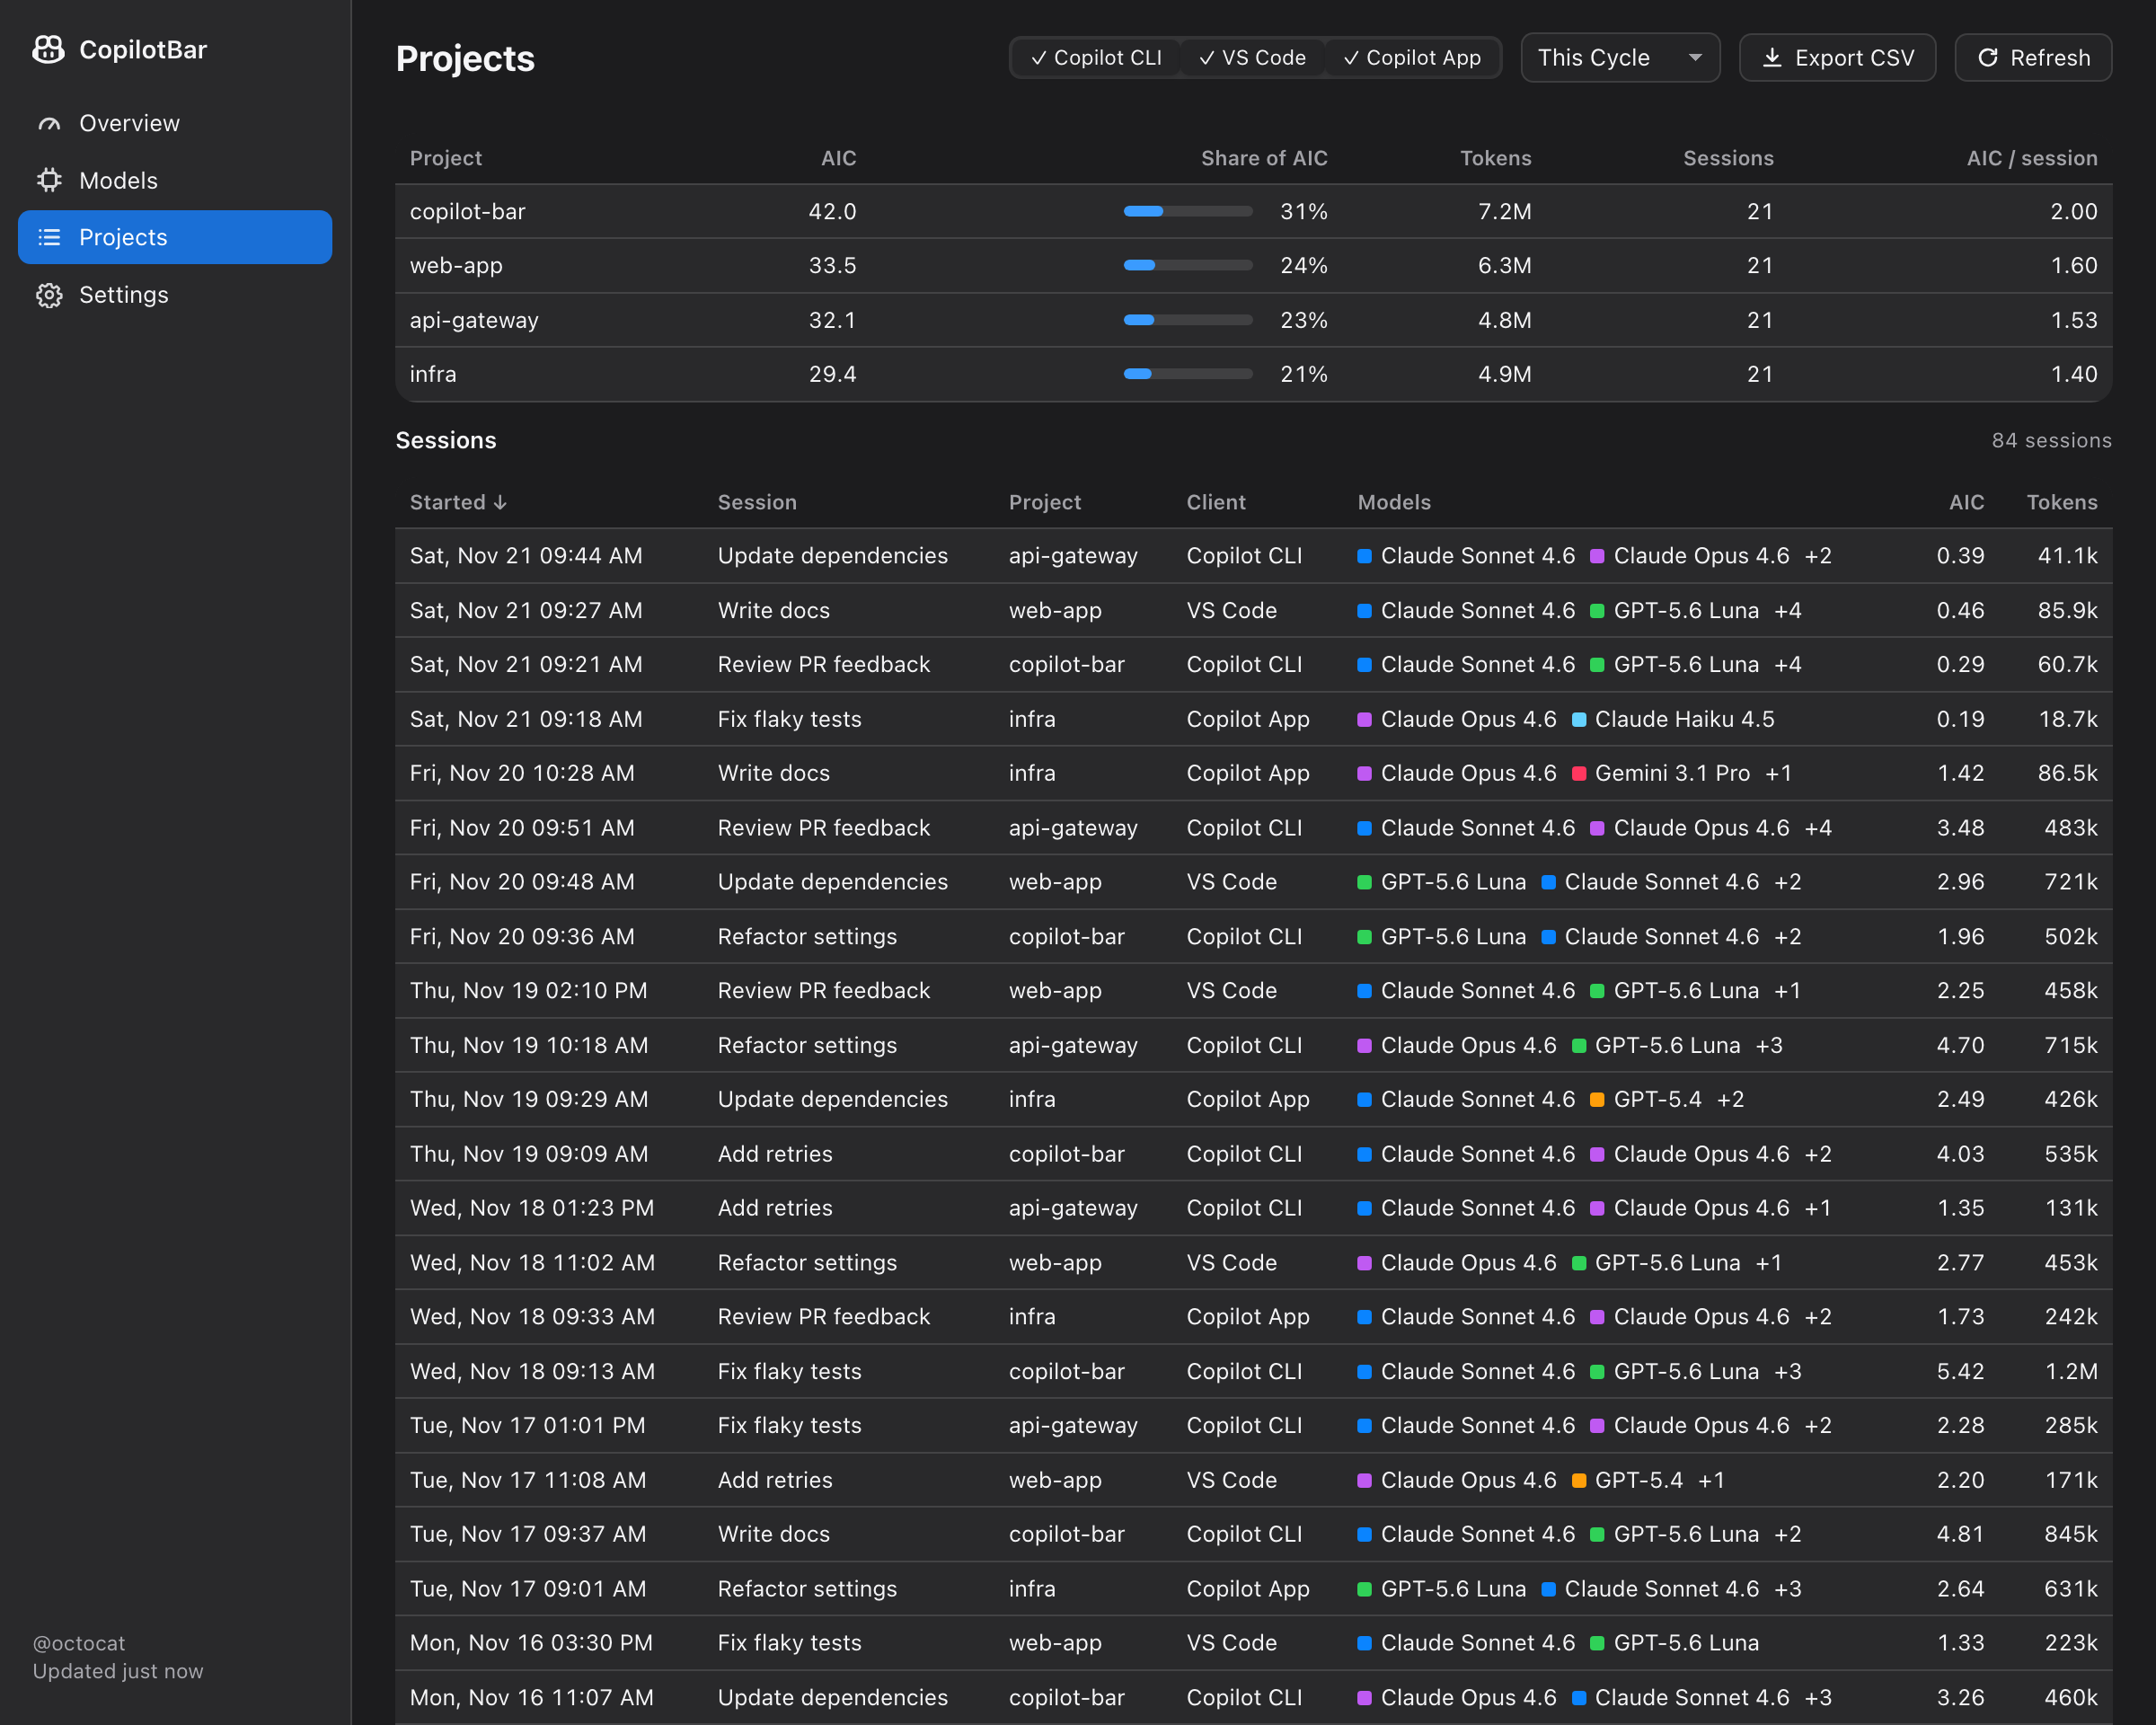 CopilotBar
Overview
Models
Projects
Settings
@octocat
Updated just now
Projects
✓ Copilot CLI ✓ VS Code ✓ Copilot App This Cycle Export CSV Refresh
Project AIC Share of AIC Tokens Sessions AIC / session
copilot-bar 42.0 31% 7.2M 21 2.00
web-app 33.5 24% 6.3M 21 1.60
api-gateway 32.1 23% 4.8M 21 1.53
infra 29.4 21% 4.9M 21 1.40
Sessions 84 sessions
Started ↓ Session Project Client Models AIC Tokens
Sat, Nov 21 09:44 AM Update dependencies api-gateway Copilot CLI Claude Sonnet 4.6 Claude Opus 4.6 +2 0.39 41.1k
Sat, Nov 21 09:27 AM Write docs web-app VS Code Claude Sonnet 4.6 GPT-5.6 Luna +4 0.46 85.9k
Sat, Nov 21 09:21 AM Review PR feedback copilot-bar Copilot CLI Claude Sonnet 4.6 GPT-5.6 Luna +4 0.29 60.7k
Sat, Nov 21 09:18 AM Fix flaky tests infra Copilot App Claude Opus 4.6 Claude Haiku 4.5 0.19 18.7k
Fri, Nov 20 10:28 AM Write docs infra Copilot App Claude Opus 4.6 Gemini 3.1 Pro +1 1.42 86.5k
Fri, Nov 20 09:51 AM Review PR feedback api-gateway Copilot CLI Claude Sonnet 4.6 Claude Opus 4.6 +4 3.48 483k
Fri, Nov 20 09:48 AM Update dependencies web-app VS Code GPT-5.6 Luna Claude Sonnet 4.6 +2 2.96 721k
Fri, Nov 20 09:36 AM Refactor settings copilot-bar Copilot CLI GPT-5.6 Luna Claude Sonnet 4.6 +2 1.96 502k
Thu, Nov 19 02:10 PM Review PR feedback web-app VS Code Claude Sonnet 4.6 GPT-5.6 Luna +1 2.25 458k
Thu, Nov 19 10:18 AM Refactor settings api-gateway Copilot CLI Claude Opus 4.6 GPT-5.6 Luna +3 4.70 715k
Thu, Nov 19 09:29 AM Update dependencies infra Copilot App Claude Sonnet 4.6 GPT-5.4 +2 2.49 426k
Thu, Nov 19 09:09 AM Add retries copilot-bar Copilot CLI Claude Sonnet 4.6 Claude Opus 4.6 +2 4.03 535k
Wed, Nov 18 01:23 PM Add retries api-gateway Copilot CLI Claude Sonnet 4.6 Claude Opus 4.6 +1 1.35 131k
Wed, Nov 18 11:02 AM Refactor settings web-app VS Code Claude Opus 4.6 GPT-5.6 Luna +1 2.77 453k
Wed, Nov 18 09:33 AM Review PR feedback infra Copilot App Claude Sonnet 4.6 Claude Opus 4.6 +2 1.73 242k
Wed, Nov 18 09:13 AM Fix flaky tests copilot-bar Copilot CLI Claude Sonnet 4.6 GPT-5.6 Luna +3 5.42 1.2M
Tue, Nov 17 01:01 PM Fix flaky tests api-gateway Copilot CLI Claude Sonnet 4.6 Claude Opus 4.6 +2 2.28 285k
Tue, Nov 17 11:08 AM Add retries web-app VS Code Claude Opus 4.6 GPT-5.4 +1 2.20 171k
Tue, Nov 17 09:37 AM Write docs copilot-bar Copilot CLI Claude Sonnet 4.6 GPT-5.6 Luna +2 4.81 845k
Tue, Nov 17 09:01 AM Refactor settings infra Copilot App GPT-5.6 Luna Claude Sonnet 4.6 +3 2.64 631k
Mon, Nov 16 03:30 PM Fix flaky tests web-app VS Code Claude Sonnet 4.6 GPT-5.6 Luna 1.33 223k
Mon, Nov 16 11:07 AM Update dependencies copilot-bar Copilot CLI Claude Opus 4.6 Claude Sonnet 4.6 +3 3.26 460k